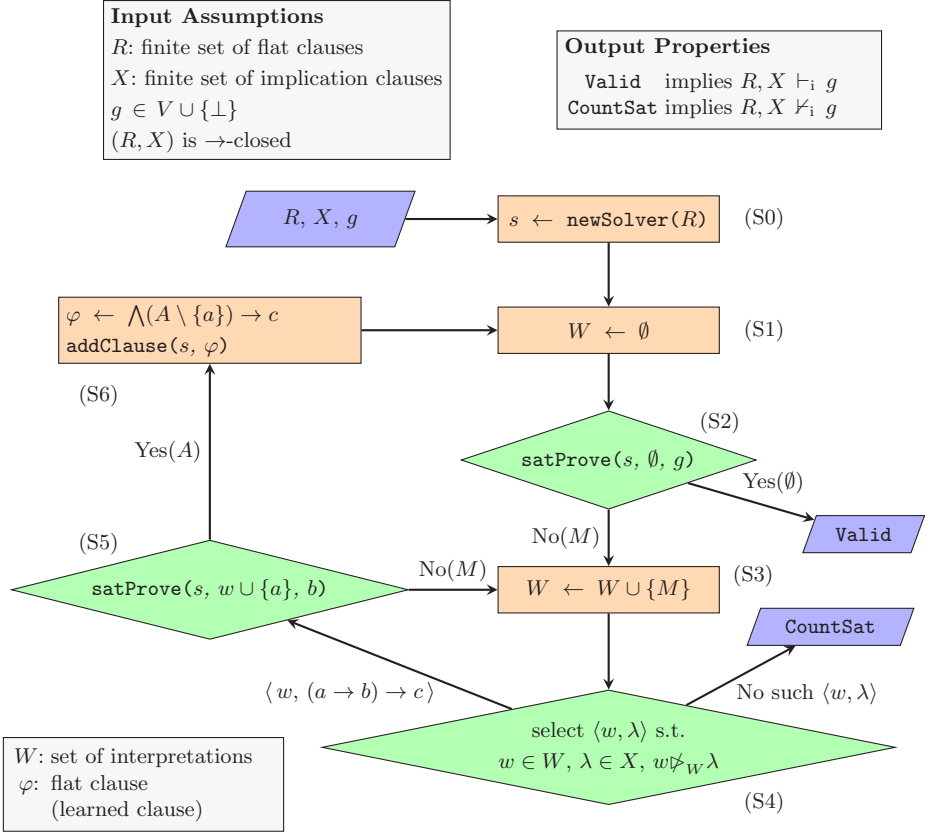 Input Assumptions
R: finite set of flat clauses
X: finite set of implication clauses
g ∈ V ∪ {⊥}
(R, X) is →-closed
Output Properties
Valid implies R, X ⊢i g
CountSat implies R, X ⊬i g
R, X, g
s ← newSolver(R)
(S0)
φ ← ⋀(A \ {a}) → c
addClause(s, φ)
W ← ∅
(S1)
(S6)
(S2)
satProve(s, ∅, g)
Yes(A)
Yes(∅)
Valid
No(M)
(S5)
satProve(s, w ∪ {a}, b)
No(M)
W ← W ∪ {M}
(S3)
CountSat
⟨ w, (a → b) → c ⟩
No such ⟨w, λ⟩
select ⟨w, λ⟩ s.t.
w ∈ W, λ ∈ X, w⋫W λ
(S4)
W: set of interpretations
φ: flat clause
(learned clause)